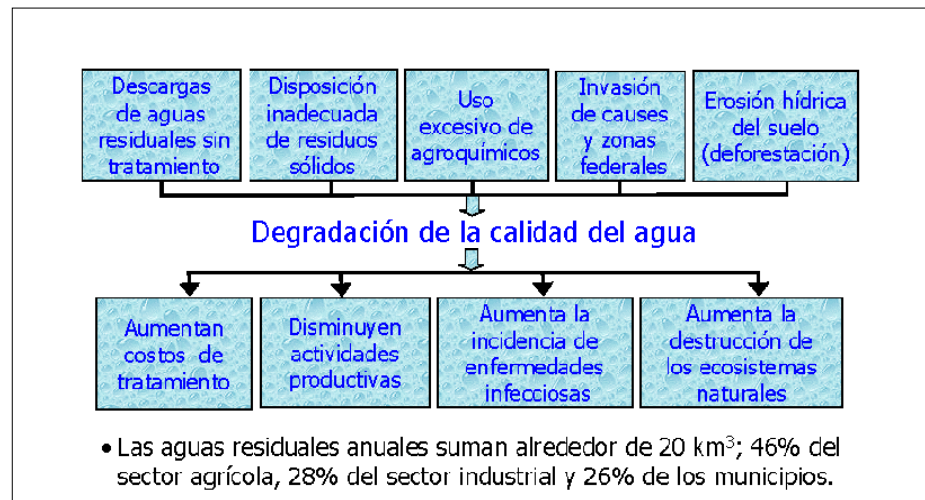 Descargas
de aguas
residuales sin
tratamiento
Disposición
inadecuada
de residuos
sólidos
Uso
excesivo de
agroquímicos
Invasión
de causes
y zonas
federales
Erosión hídrica
del suelo
(deforestación)
Degradación de la calidad del agua
Aumentan
costos de
tratamiento
Disminuyen
actividades
productivas
Aumenta la
incidencia de
enfermedades
infecciosas
Aumenta la
destrucción de
los ecosistemas
naturales
• Las aguas residuales anuales suman alrededor de 20 km³; 46% del
sector agrícola, 28% del sector industrial y 26% de los municipios.